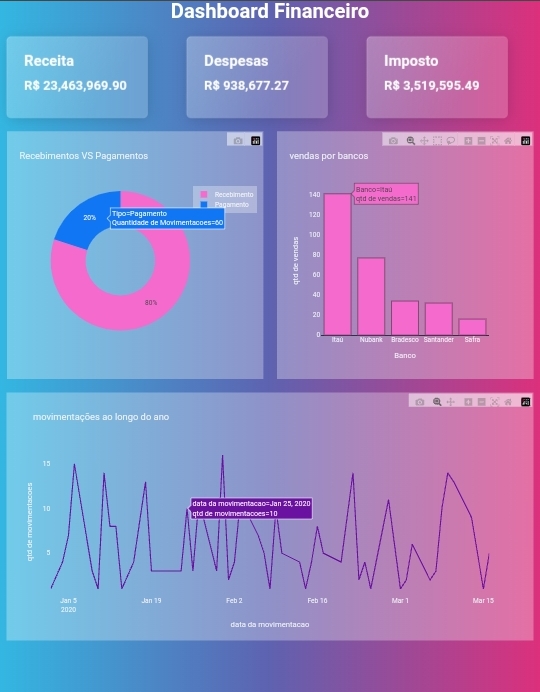 Dashboard Financeiro
Receita
R$ 23,463,969.90
Despesas
R$ 938,677.27
Imposto
R$ 3,519,595.49
Recebimentos VS Pagamentos
Recebimento
Pagamento
20%
Tipo=Pagamento
Quantidade de Movimentacoes=60
80%
vendas por bancos
Banco=Itaú
qtd de vendas=141
qtd de vendas
140
120
100
80
60
40
20
0
Itaú Nubank Bradesco Santander Safra
Banco
movimentações ao longo do ano
qtd de movimentacoes
15
10
5
data da movimentacao=Jan 25, 2020
qtd de movimentacoes=10
Jan 5 Jan 19 Feb 2 Feb 16 Mar 1 Mar 15
2020
data da movimentacao